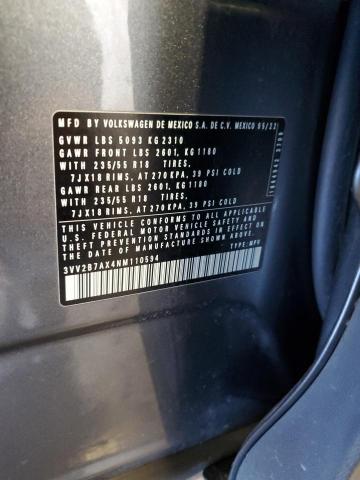 MFD BY VOLKSWAGEN DE MEXICO S.A. DE C.V. MEXICO 05/22
GVWR LBS 5093 KG 2310
GAWR FRONT LBS 2601, KG 1180
WITH 235/55 R18 TIRES,
7JX18 RIMS, AT 270 KPA, 39 PSI COLD
GAWR REAR LBS 2601, KG 1180
WITH 235/55 R18 TIRES,
7JX18 RIMS, AT 270 KPA, 39 PSI COLD
THIS VEHICLE CONFORMS TO ALL APPLICABLE
U.S. FEDERAL MOTOR VEHICLE SAFETY AND
THEFT PREVENTION STANDARDS IN EFFECT ON
THE DATE OF MANUFACTURE SHOWN ABOVE
3VV2B7AX4NM110594 TYPE: MPV